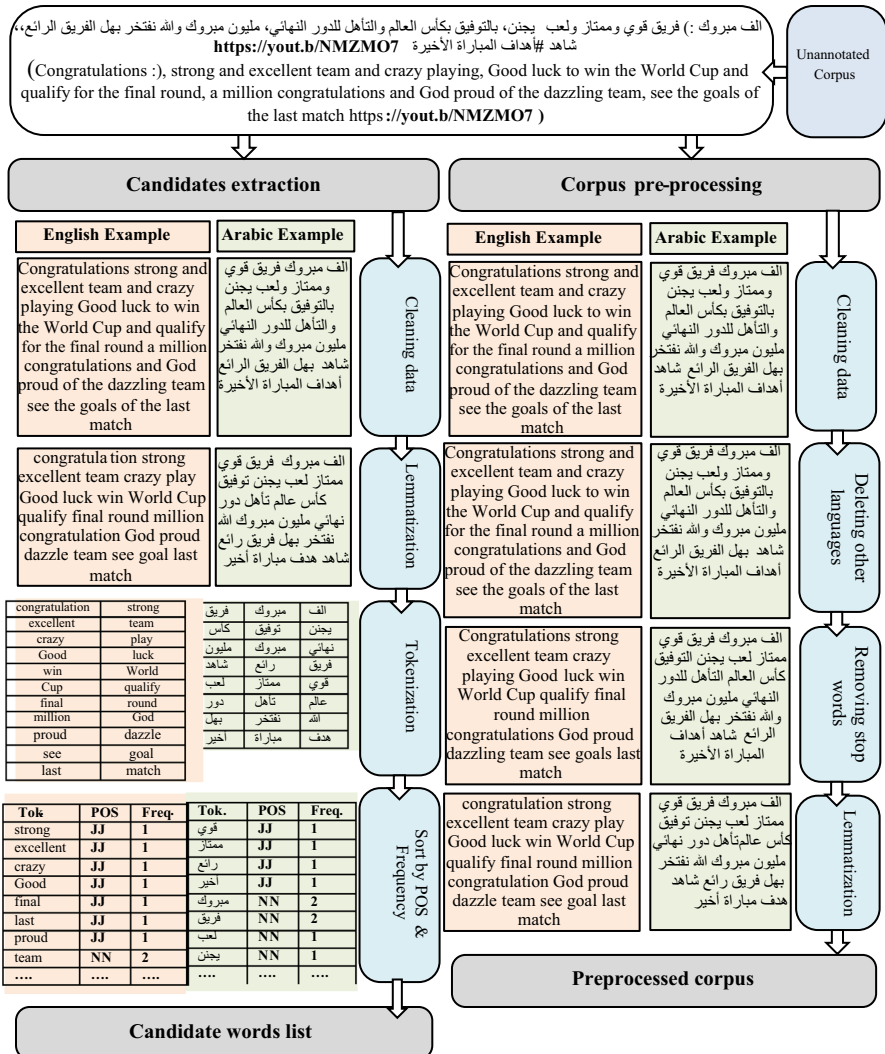 الف مبروك :) فريق قوي وممتاز ولعب يجنن، بالتوفيق بكأس العالم والتأهل للدور النهائي، مليون مبروك والله نفتخر بهل الفريق الرائع،،
شاهد #أهداف المباراة الأخيرة https://yout.b/NMZMO7
(Congratulations :), strong and excellent team and crazy playing, Good luck to win the World Cup and
qualify for the final round, a million congratulations and God proud of the dazzling team, see the goals of
the last match https://yout.b/NMZMO7 )
Unannotated
Corpus
Candidates extraction
English Example
Arabic Example
Congratulations strong and
excellent team and crazy
playing Good luck to win
the World Cup and qualify
for the final round a million
congratulations and God
proud of the dazzling team
see the goals of the last
match
الف مبروك فريق قوي
وممتاز ولعب يجنن
بالتوفيق بكأس العالم
والتأهل للدور النهائي
مليون مبروك والله نفتخر
شاهد بهل الفريق الرائع
أهداف المباراة الأخيرة
Cleaning data
congratulation strong
excellent team crazy play
Good luck win World Cup
qualify final round million
congratulation God proud
dazzle team see goal last
match
الف مبروك فريق قوي
ممتاز لعب يجنن توفيق
كأس عالم تأهل دور
نهائي مليون مبروك الله
نفتخر بهل فريق رائع
شاهد هدف مباراة أخير
Lemmatization
congratulation strong
excellent team
crazy play
Good luck
win World
Cup qualify
final round
million God
proud dazzle
see goal
last match
الف مبروك فريق
يجنن توفيق كأس
نهائي مبروك مليون
فريق رائع شاهد
قوي ممتاز لعب
عالم تأهل دور
الله نفتخر بهل
هدف مباراة أخير
Tokenization
Tok. POS Freq.
strong JJ 1
excellent JJ 1
crazy JJ 1
Good JJ 1
final JJ 1
last JJ 1
proud JJ 1
team NN 2
.... .... ....
Tok. POS Freq.
قوي JJ 1
ممتاز JJ 1
رائع JJ 1
أخير JJ 1
مبروك NN 2
فريق NN 2
لعب NN 1
يجنن NN 1
.... .... ....
Sort by POS &
Frequency
Candidate words list
Corpus pre-processing
English Example
Arabic Example
Congratulations strong and
excellent team and crazy
playing Good luck to win
the World Cup and qualify
for the final round a million
congratulations and God
proud of the dazzling team
see the goals of the last
match
الف مبروك فريق قوي
وممتاز ولعب يجنن
بالتوفيق بكأس العالم
والتأهل للدور النهائي
مليون مبروك والله نفتخر
بهل الفريق الرائع شاهد
أهداف المباراة الأخيرة
Cleaning data
Congratulations strong and
excellent team and crazy
playing Good luck to win
the World Cup and qualify
for the final round a million
congratulations and God
proud of the dazzling team
see the goals of the last
match
الف مبروك فريق قوي
وممتاز ولعب يجنن
بالتوفيق بكأس العالم
والتأهل للدور النهائي
مليون مبروك والله نفتخر
شاهد بهل الفريق الرائع
أهداف المباراة الأخيرة
Deleting other
languages
Congratulations strong
excellent team crazy
playing Good luck win
World Cup qualify final
round million
congratulations God proud
dazzling team see goals last
match
الف مبروك فريق قوي
ممتاز لعب يجنن التوفيق
كأس العالم التأهل للدور
النهائي مليون مبروك
والله نفتخر بهل الفريق
الرائع شاهد أهداف
المباراة الأخيرة
Removing stop
words
congratulation strong
excellent team crazy play
Good luck win World Cup
qualify final round million
congratulation God proud
dazzle team see goal last
match
الف مبروك فريق قوي
ممتاز لعب يجنن توفيق
كأس عالم تأهل دور نهائي
مليون مبروك الله نفتخر
بهل فريق رائع شاهد
هدف مباراة أخير
Lemmatization
Preprocessed corpus